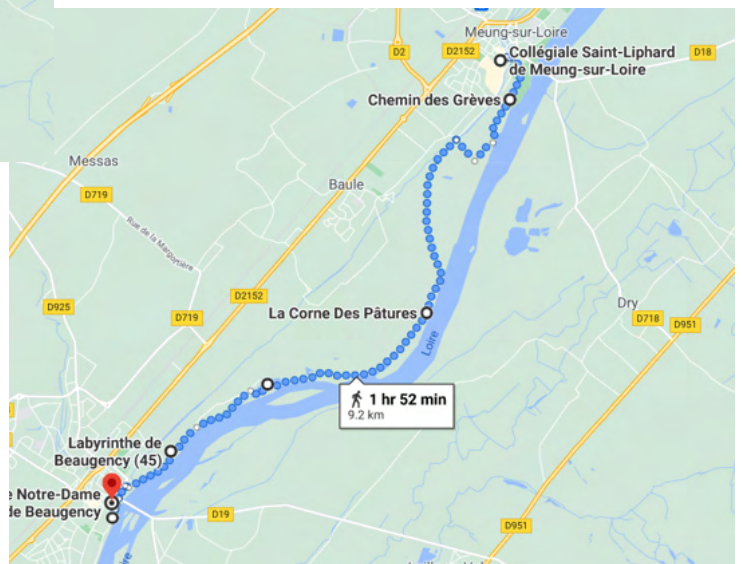 Meung-sur-Loire
D2
D2152
Collégiale Saint-Liphard
de Meung-sur-Loire
D18
Chemin des Grèves
Messas
Baule
D719
Rue de la Margottière
D925
D719
D2152
La Corne Des Pâtures
Loire
Dry
D718
D951
1 hr 52 min
9.2 km
Labyrinthe de
Beaugency (45)
e Notre-Dame
de Beaugency
D19
D951
oire